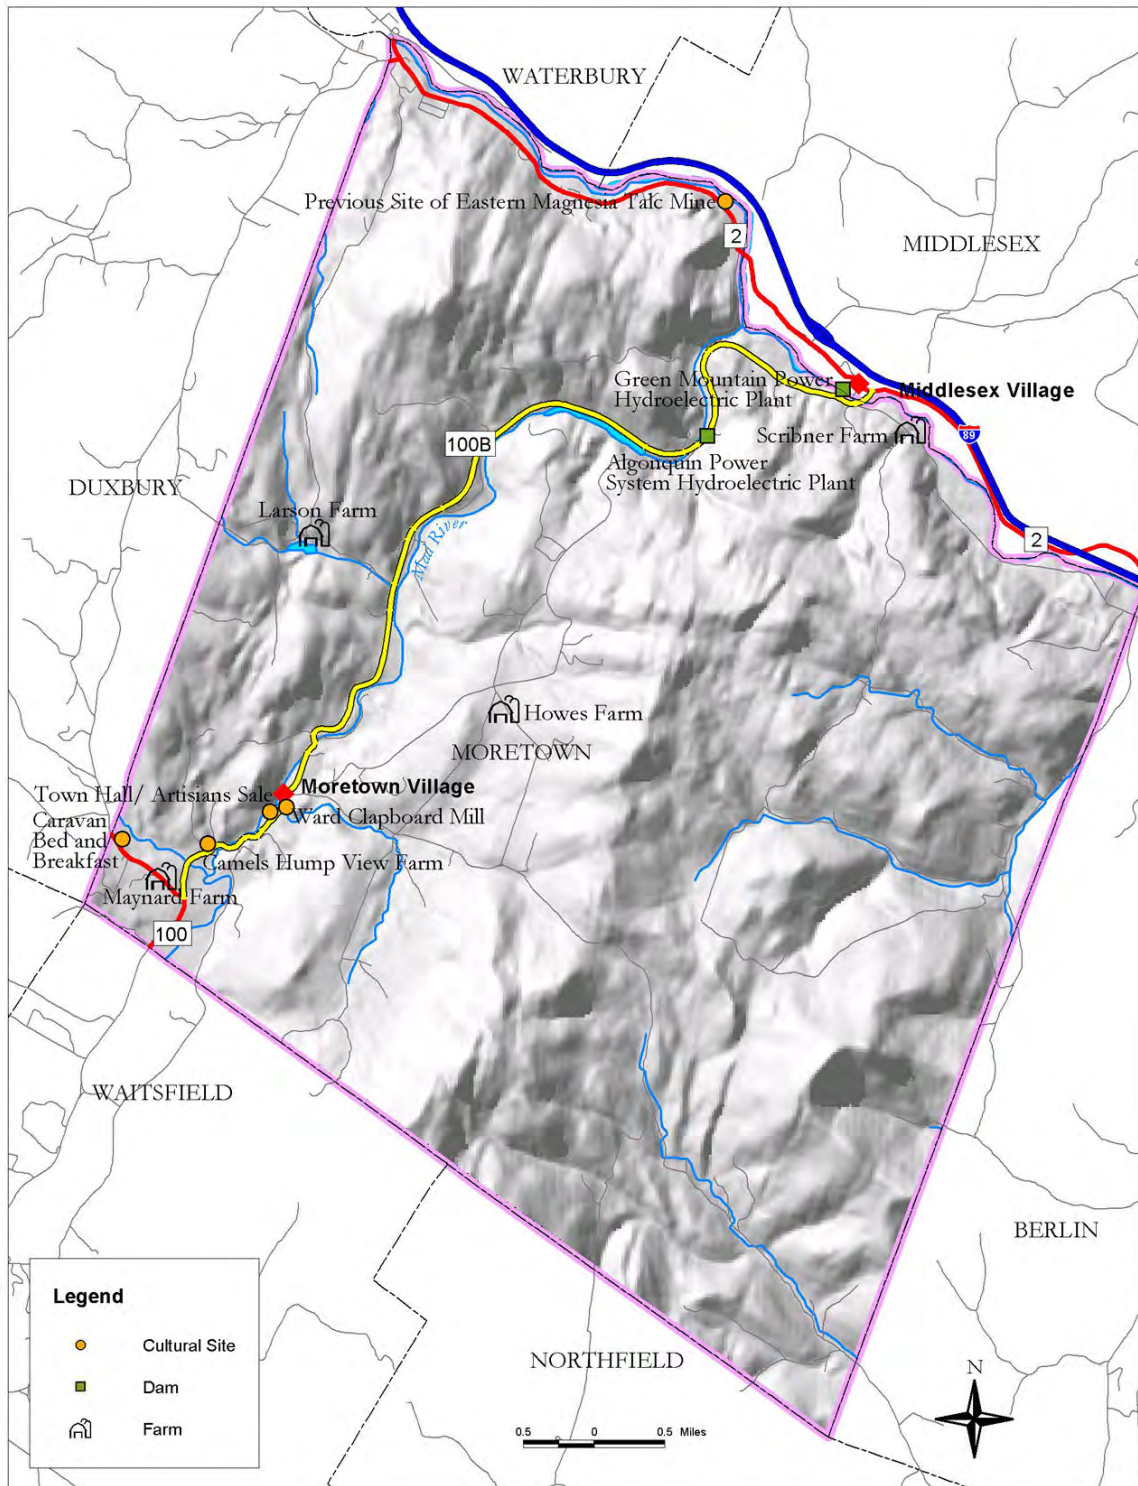 WATERBURY
Previous Site of Eastern Magnesia Talc Mine
2
MIDDLESEX
Green Mountain Power
Hydroelectric Plant
Middlesex Village
Scribner Farm
89
100B
Algonquin Power
System Hydroelectric Plant
DUXBURY
Larson Farm
Mad River
2
Howes Farm
MORETOWN
Moretown Village
Town Hall/ Artisians Sale
Ward Clapboard Mill
Caravan
Bed and
Breakfast
Camels Hump View Farm
Maynard Farm
100
WAITSFIELD
BERLIN
NORTHFIELD
Legend
Cultural Site
Dam
Farm
N
0.5 0 0.5 Miles